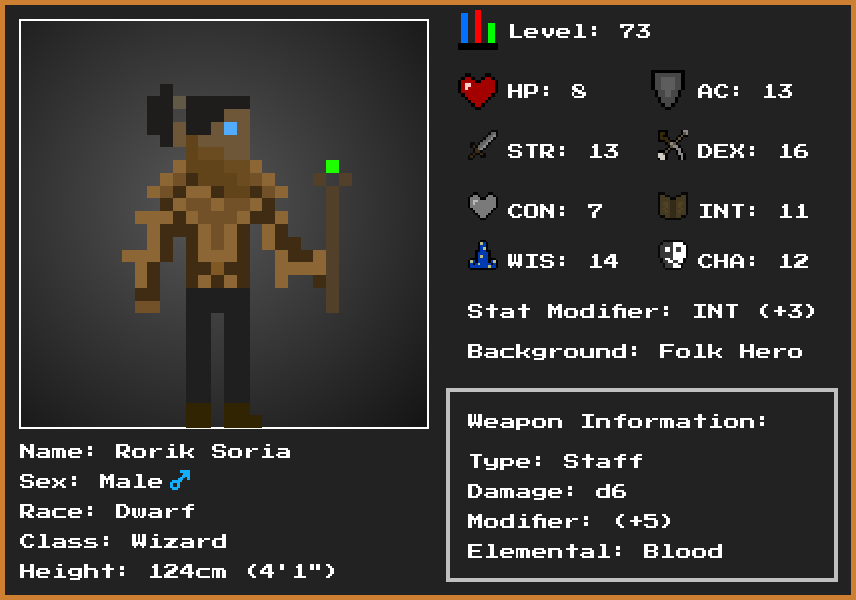 Level: 73
HP: 8 AC: 13
STR: 13 DEX: 16
CON: 7 INT: 11
WIS: 14 CHA: 12
Stat Modifier: INT (+3)
Background: Folk Hero
Weapon Information:
Type: Staff
Damage: d6
Modifier: (+5)
Elemental: Blood
Name: Rorik Soria
Sex: Male♂
Race: Dwarf
Class: Wizard
Height: 124cm (4'1")